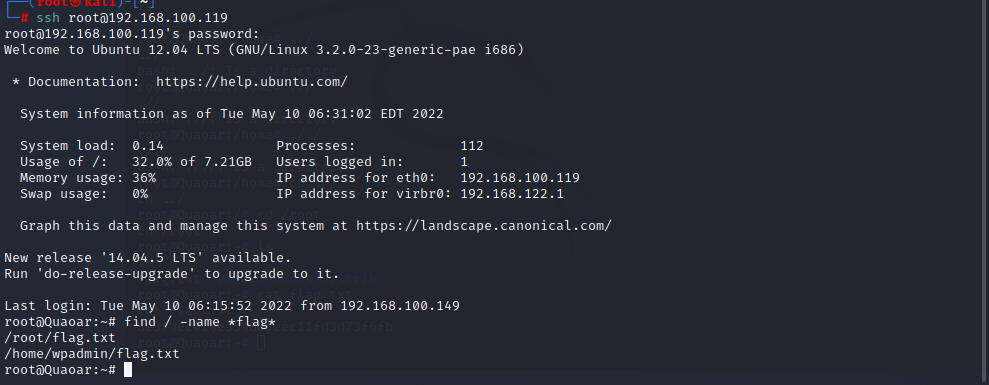 (root㉿kali)-[~]
# ssh root@192.168.100.119
root@192.168.100.119's password:
Welcome to Ubuntu 12.04 LTS (GNU/Linux 3.2.0-23-generic-pae i686)
* Documentation:  https://help.ubuntu.com/
System information as of Tue May 10 06:31:02 EDT 2022
System load:  0.14              Processes:             112
Usage of /:   32.0% of 7.21GB   Users logged in:       1
Memory usage: 36%               IP address for eth0:   192.168.100.119
Swap usage:   0%                IP address for virbr0: 192.168.122.1
Graph this data and manage this system at https://landscape.canonical.com/
New release '14.04.5 LTS' available.
Run 'do-release-upgrade' to upgrade to it.
Last login: Tue May 10 06:15:52 2022 from 192.168.100.149
root@Quaoar:~# find / -name *flag*
/root/flag.txt
/home/wpadmin/flag.txt
root@Quaoar:~#